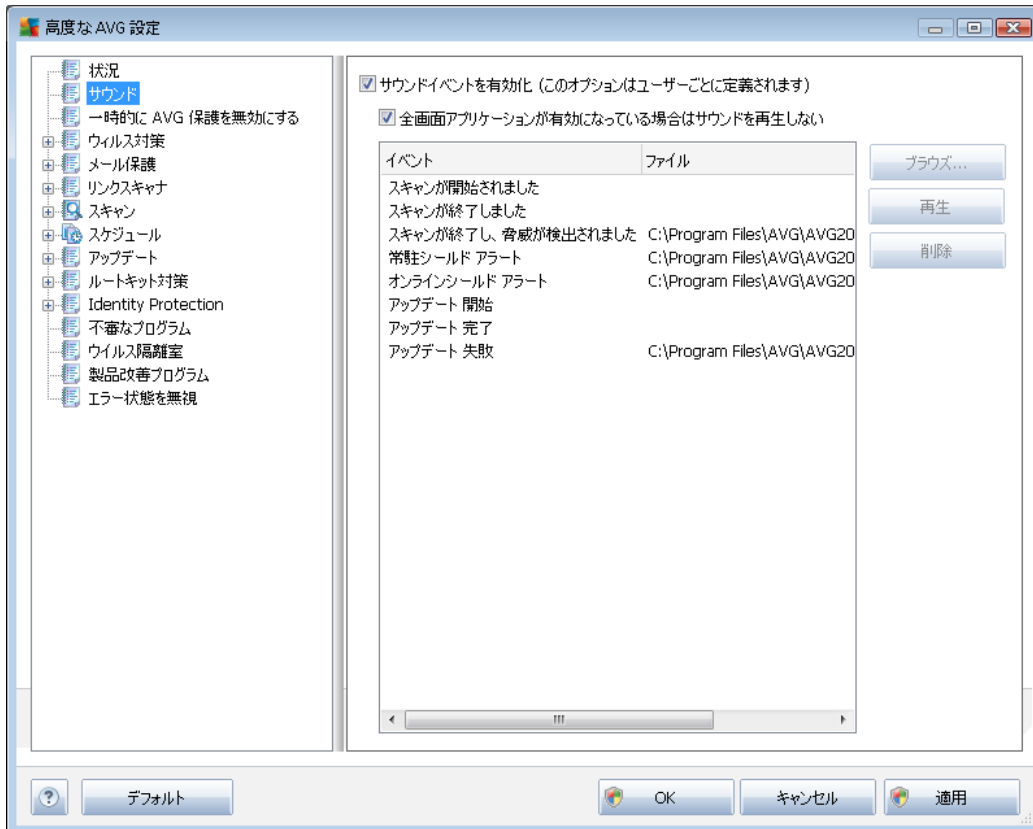 高度な AVG 設定
状況
サウンド
一時的に AVG 保護を無効にする
ウィルス対策
メール保護
リンクスキャナ
スキャン
スケジュール
アップデート
ルートキット対策
Identity Protection
不審なプログラム
ウイルス隔離室
製品改善プログラム
エラー状態を無視
サウンドイベントを有効化 (このオプションはユーザーごとに定義されます)
全画面アプリケーションが有効になっている場合はサウンドを再生しない
イベント ファイル
スキャンが開始されました
スキャンが終了しました
スキャンが終了し、脅威が検出されました C:\Program Files\AVG\AVG20
常駐シールド アラート C:\Program Files\AVG\AVG20
オンラインシールド アラート C:\Program Files\AVG\AVG20
アップデート 開始
アップデート 完了
アップデート 失敗 C:\Program Files\AVG\AVG20
ブラウズ...
再生
削除
? デフォルト OK キャンセル 適用